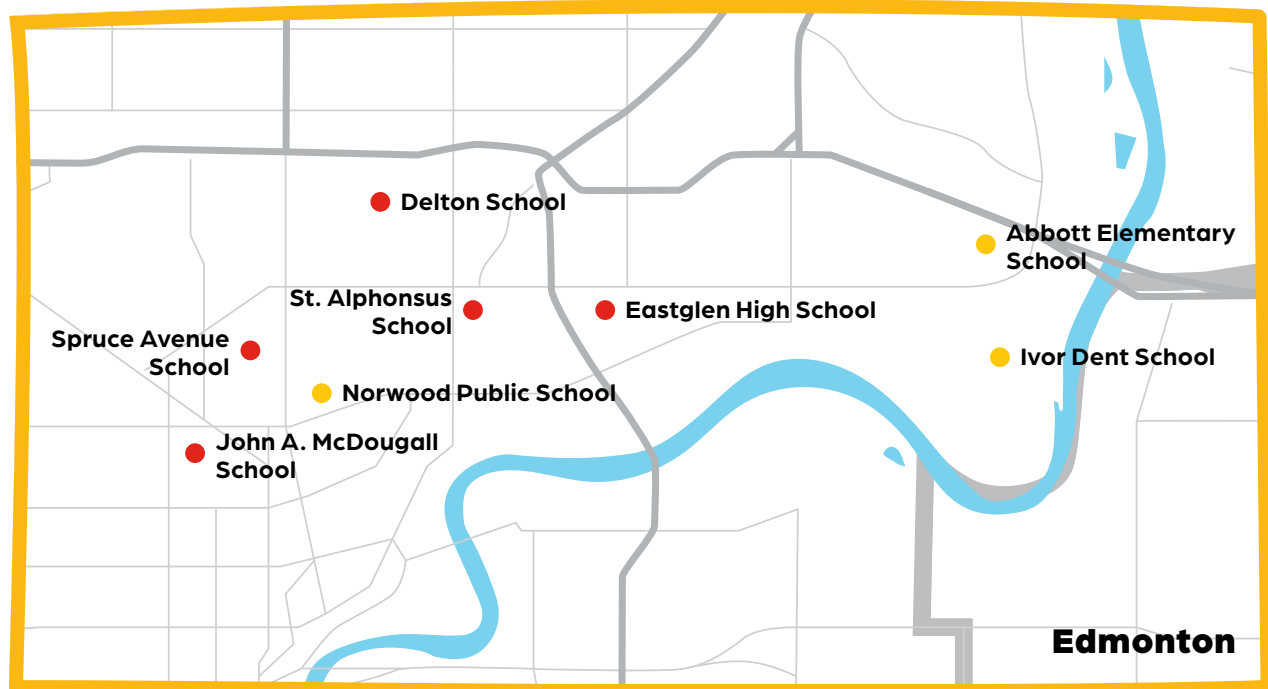 Delton School
Abbott Elementary
School
St. Alphonsus
School
Eastglen High School
Spruce Avenue
School
Ivor Dent School
Norwood Public School
John A. McDougall
School
Edmonton